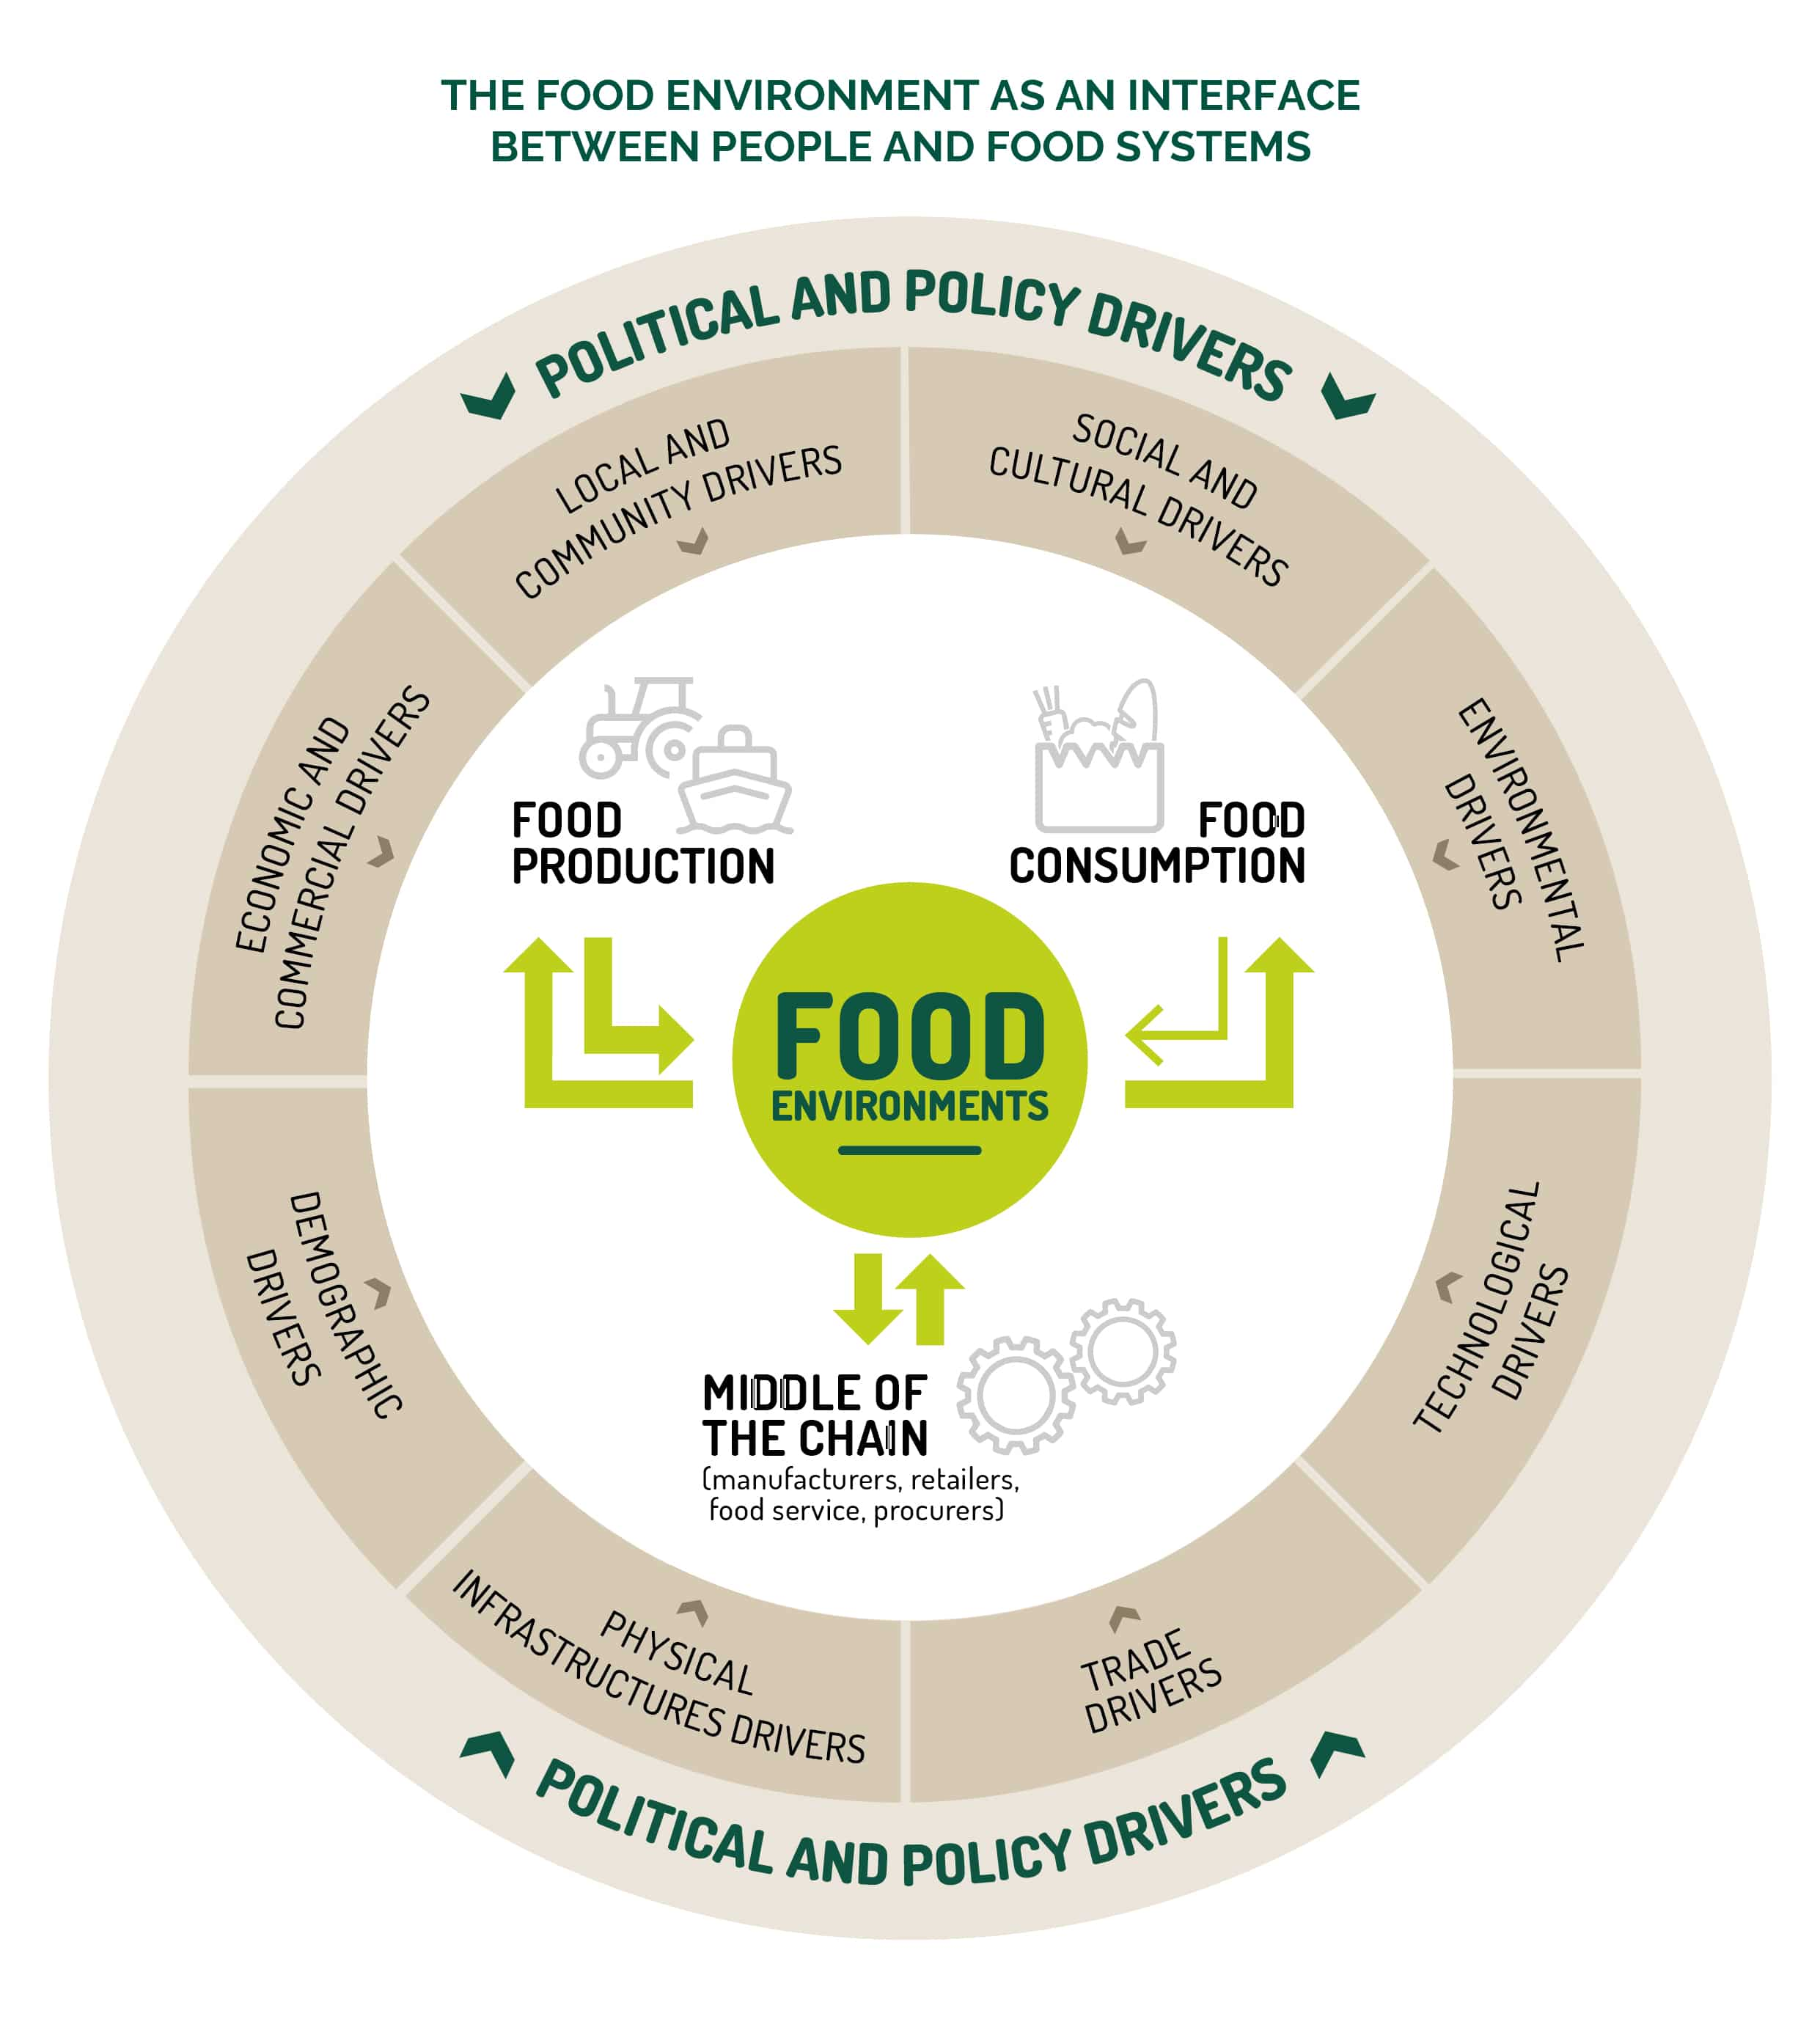 THE FOOD ENVIRONMENT AS AN INTERFACE
BETWEEN PEOPLE AND FOOD SYSTEMS
POLITICAL AND POLICY DRIVERS
LOCAL AND
COMMUNITY DRIVERS
SOCIAL AND
CULTURAL DRIVERS
ECONOMIC AND
COMMERCIAL DRIVERS
ENVIRONMENTAL
DRIVERS
FOOD
PRODUCTION
FOOD
CONSUMPTION
FOOD
ENVIRONMENTS
DEMOGRAPHIC
DRIVERS
TECHNOLOGICAL
DRIVERS
MIDDLE OF
THE CHAIN
(manufacturers, retailers,
food service, procurers)
PHYSICAL
INFRASTRUCTURES DRIVERS
TRADE
DRIVERS
POLITICAL AND POLICY DRIVERS